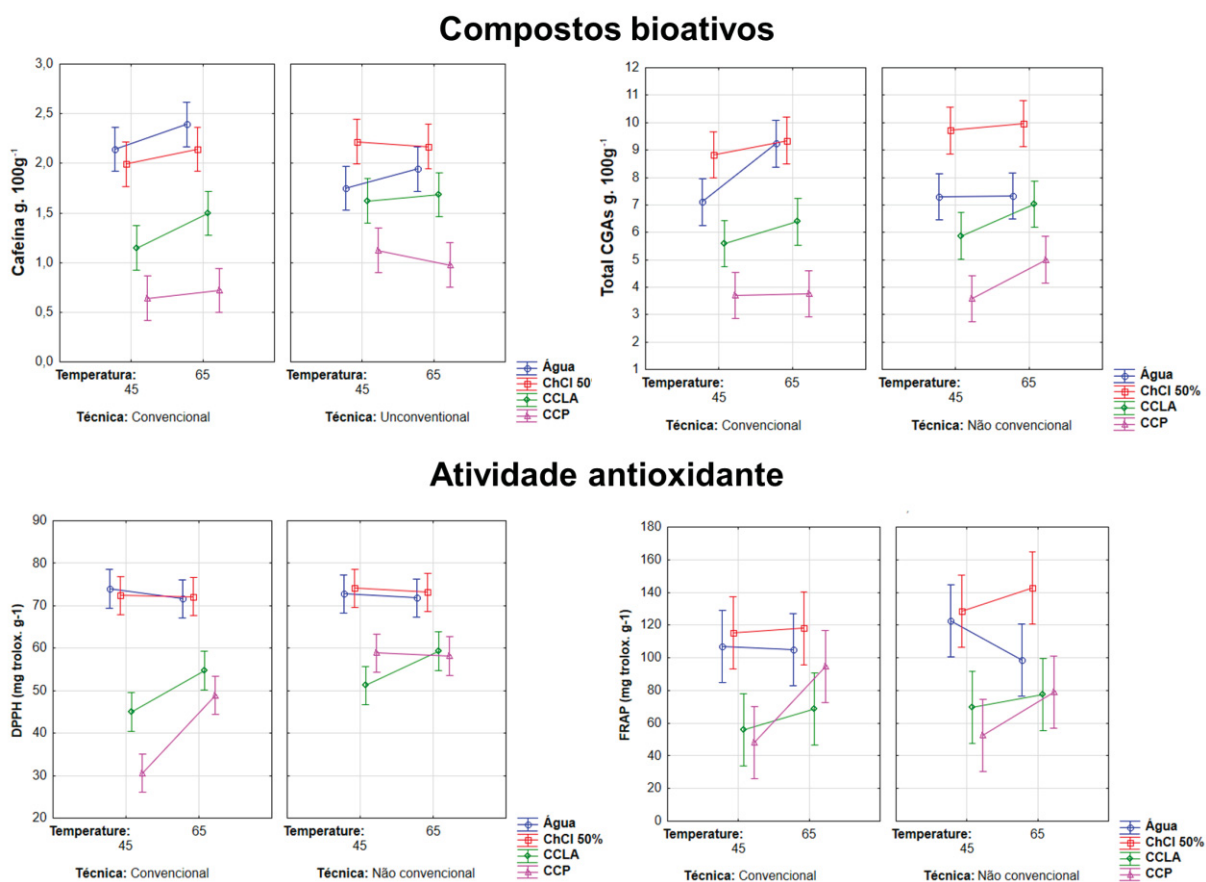 Compostos bioativos
Cafeína g. 100g-1
3,0
2,5
2,0
1,5
1,0
0,5
0,0
Temperatura:
45
65
45
65
Técnica: Convencional
Técnica: Unconventional
Água
ChCl 50%
CCLA
CCP
Total CGAs g. 100g-1
12
11
10
9
8
7
6
5
4
3
2
1
Temperature:
45
65
Temperature:
45
65
Técnica: Convencional
Técnica: Não convencional
Água
ChCl 50%
CCLA
CCP
Atividade antioxidante
DPPH (mg trolox. g-1)
90
80
70
60
50
40
30
20
Temperature:
45
65
45
65
Técnica: Convencional
Técnica: Não convencional
Água
ChCl 50%
CCLA
CCP
FRAP (mg trolox. g-1)
180
160
140
120
100
80
60
40
20
0
Temperature:
45
65
Temperature:
45
65
Técnica: Convencional
Técnica: Não convencional
Água
ChCl 50%
CCLA
CCP